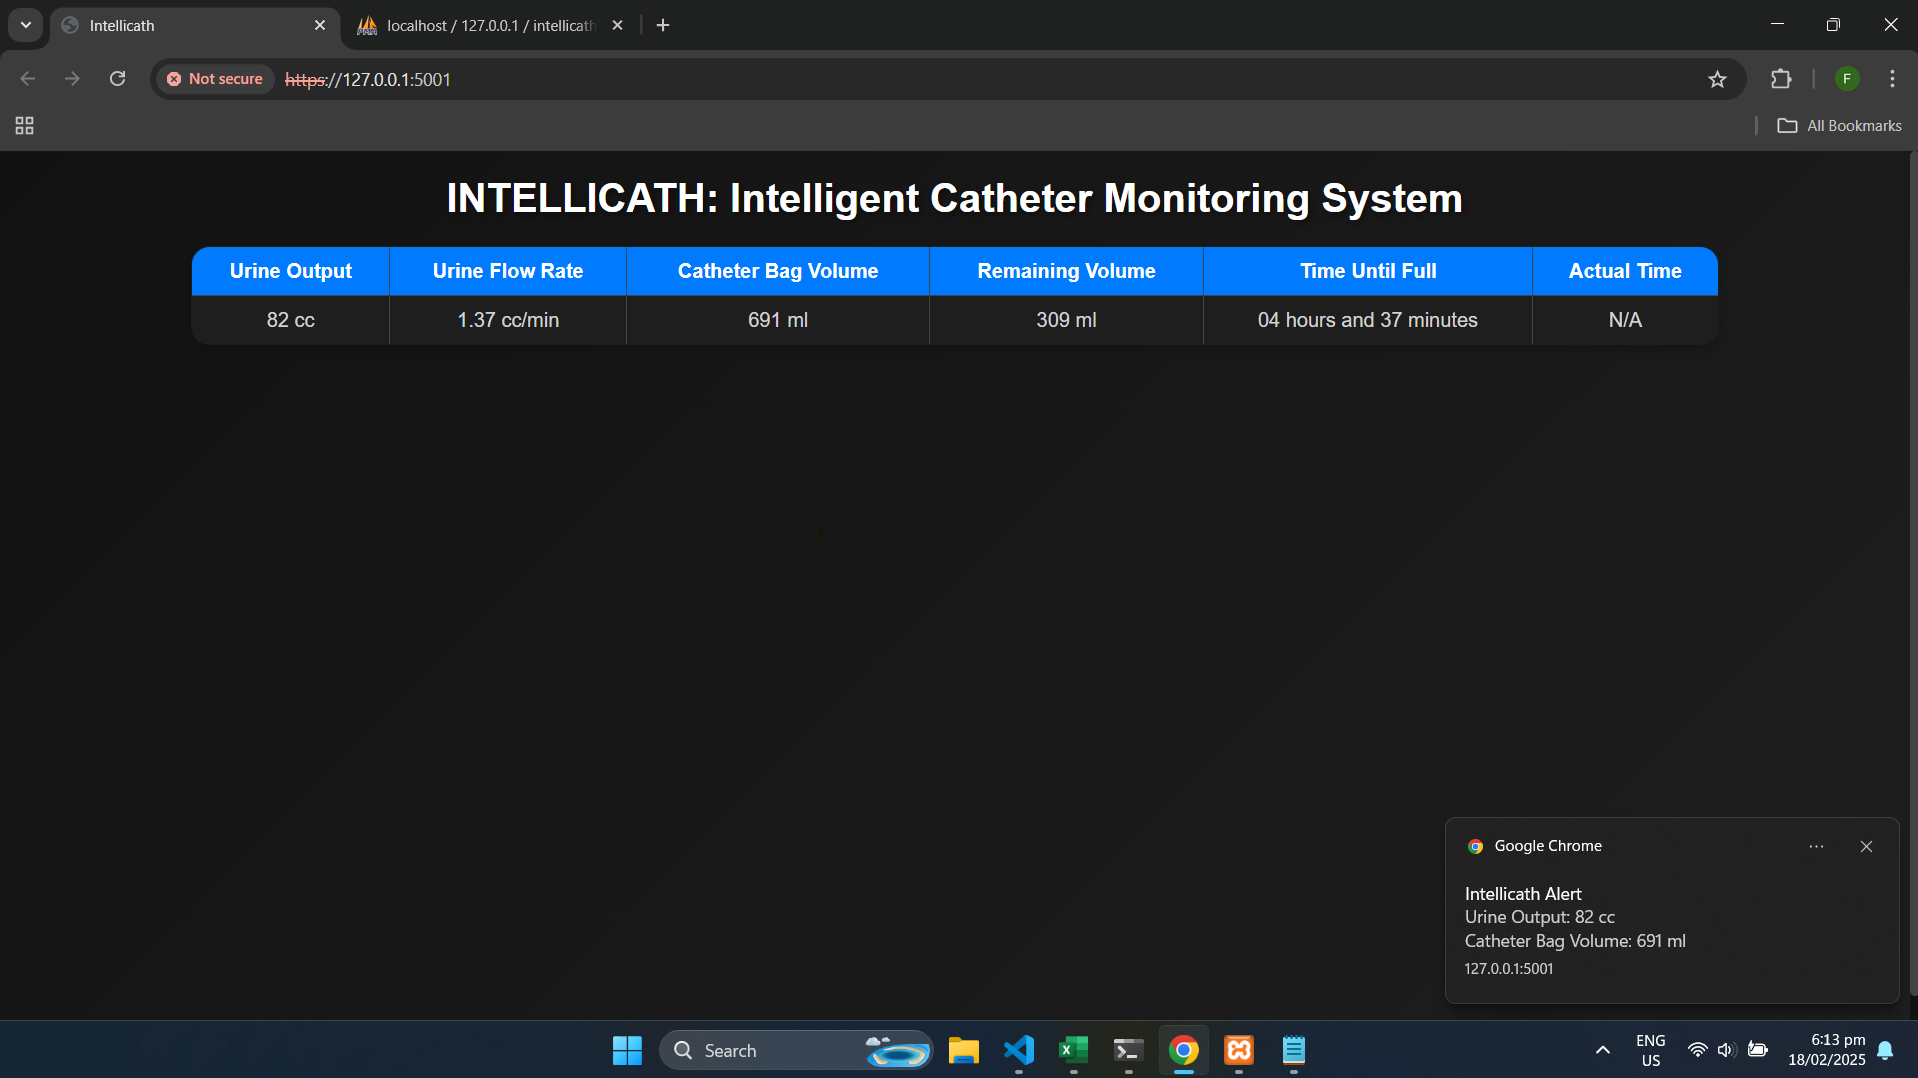 Intellicath
localhost / 127.0.0.1 / intellicath
Not secure
https://127.0.0.1:5001
F
All Bookmarks
INTELLICATH: Intelligent Catheter Monitoring System
Urine Output Urine Flow Rate Catheter Bag Volume Remaining Volume Time Until Full Actual Time
82 cc 1.37 cc/min 691 ml 309 ml 04 hours and 37 minutes N/A
Google Chrome
Intellicath Alert
Urine Output: 82 cc
Catheter Bag Volume: 691 ml
127.0.0.1:5001
Search
ENG
US
6:13 pm
18/02/2025